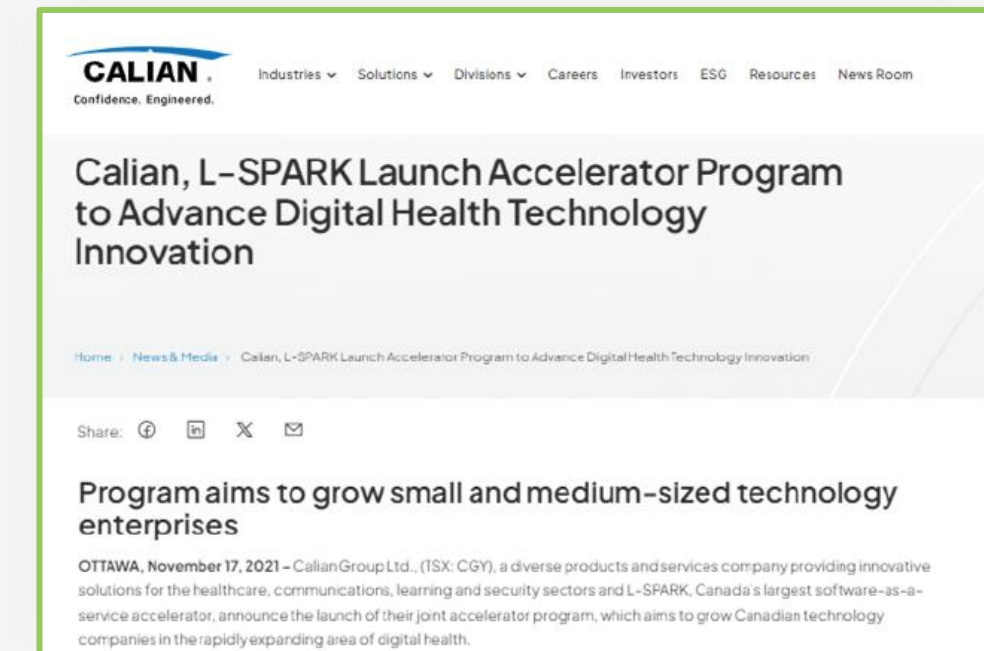 CALIAN.
Confidence. Engineered.
Industries Solutions Divisions Careers Investors ESG Resources News Room
Calian, L-SPARK Launch Accelerator Program
to Advance Digital Health Technology
Innovation
Home › News & Media › Calian, L-SPARK Launch Accelerator Program to Advance Digital Health Technology Innovation
Share:
Program aims to grow small and medium-sized technology
enterprises
OTTAWA, November 17, 2021 – Calian Group Ltd., (TSX: CGY), a diverse products and services company providing innovative
solutions for the healthcare, communications, learning and security sectors and L-SPARK, Canada's largest software-as-a-
service accelerator, announce the launch of their joint accelerator program, which aims to grow Canadian technology
companies in the rapidly expanding area of digital health.